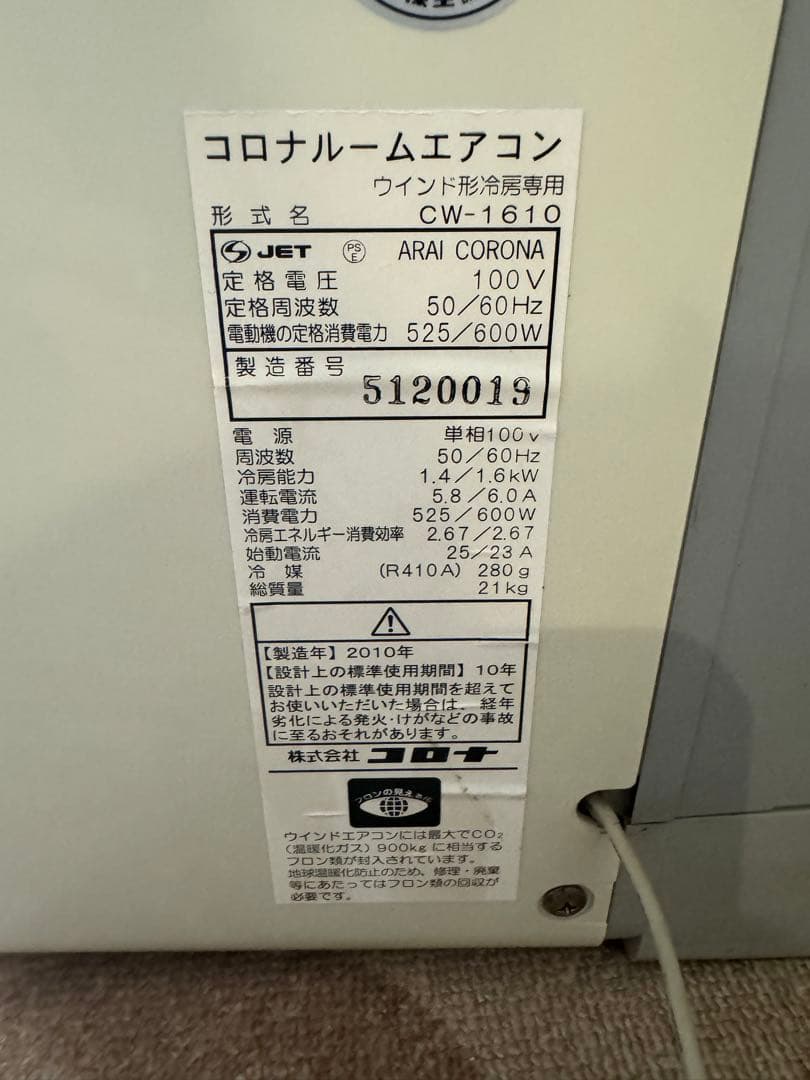 コロナルームエアコン
ウインド形冷房専用
形式名 CW-1610
JET PS E ARAI CORONA
定格電圧 100V
定格周波数 50/60Hz
電動機の定格消費電力 525/600W
製造番号 5120019
電源 単相100V
周波数 50/60Hz
冷房能力 1.4/1.6kW
運転電流 5.8/6.0A
消費電力 525/600W
冷房エネルギー消費効率 2.67/2.67
始動電流 25/23A
冷媒 (R410A) 280g
総質量 21kg
【製造年】2010年
【設計上の標準使用期間】10年
設計上の標準使用期間を超えて
お使いいただいた場合は、経年
劣化による発火・けがなどの事故
に至るおそれがあります。
株式会社 コロナ
フロンの見える化
ウインドエアコンには最大でCO₂
(温暖化ガス)900kgに相当する
フロン類が封入されています。
地球温暖化防止のため、修理・廃棄
等にあたってはフロン類の回収が
必要です。